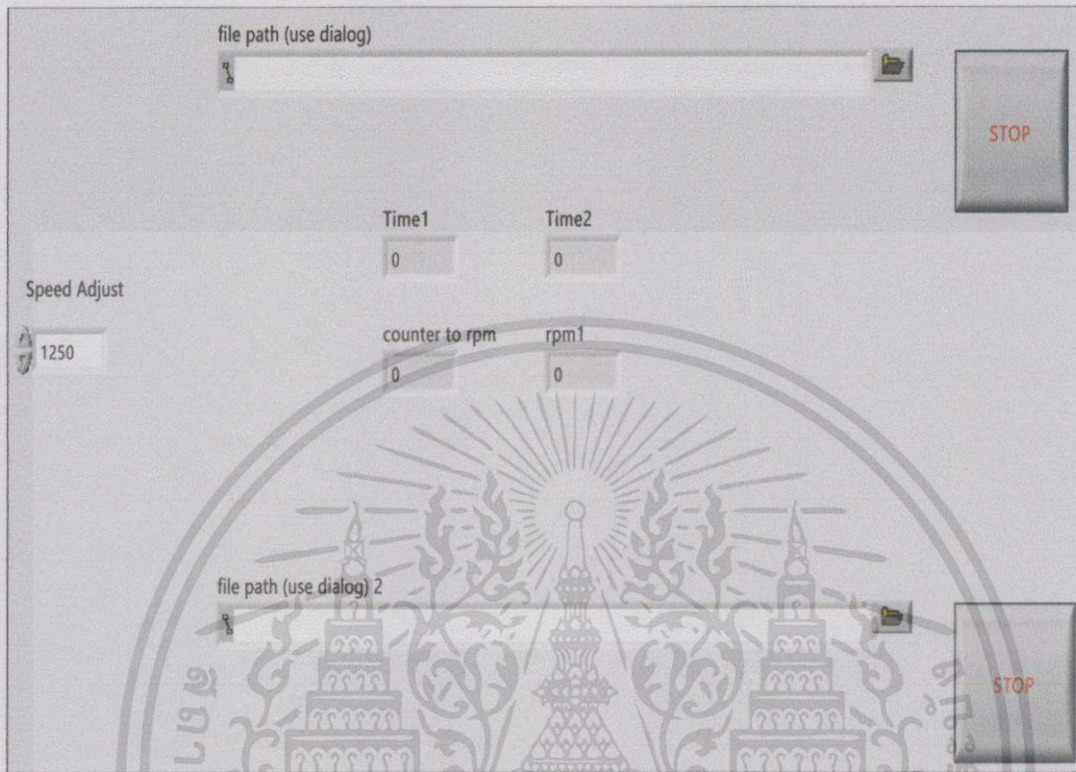 file path (use dialog)
STOP
Time1 Time2
0 0
Speed Adjust
1250
counter to rpm rpm1
0 0
file path (use dialog) 2
STOP